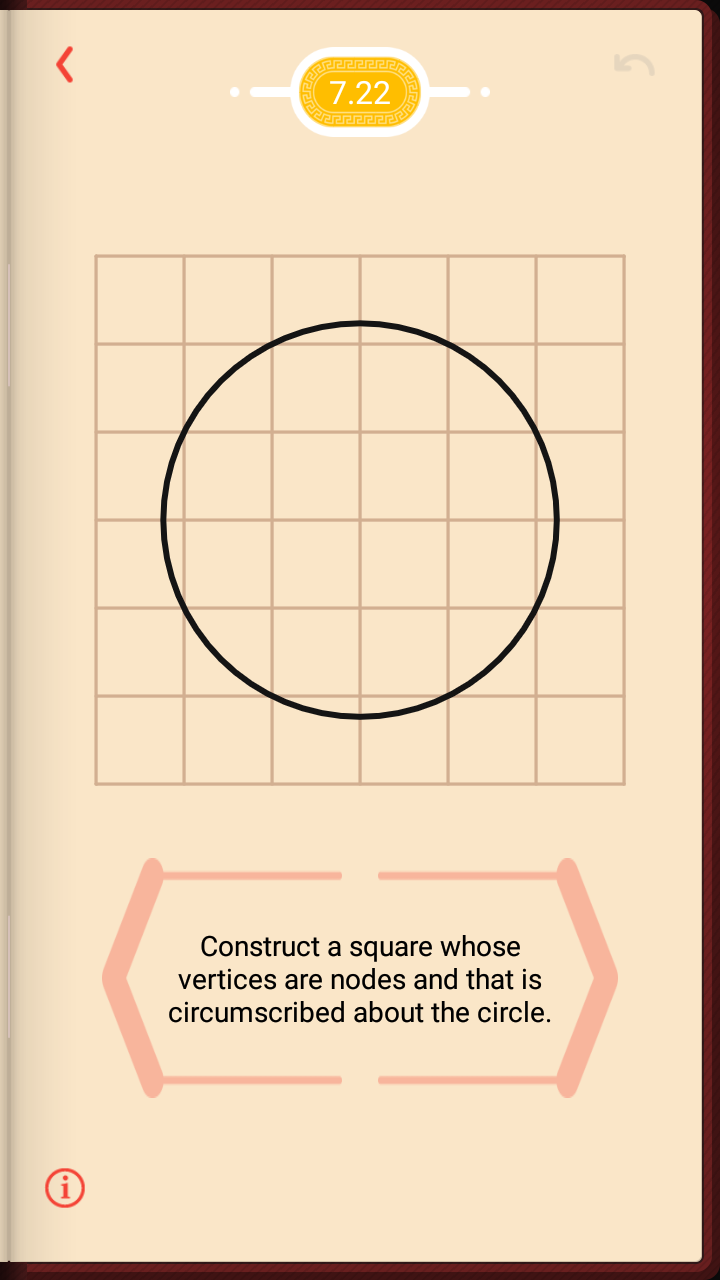 7.22
Construct a square whose
vertices are nodes and that is
circumscribed about the circle.
i